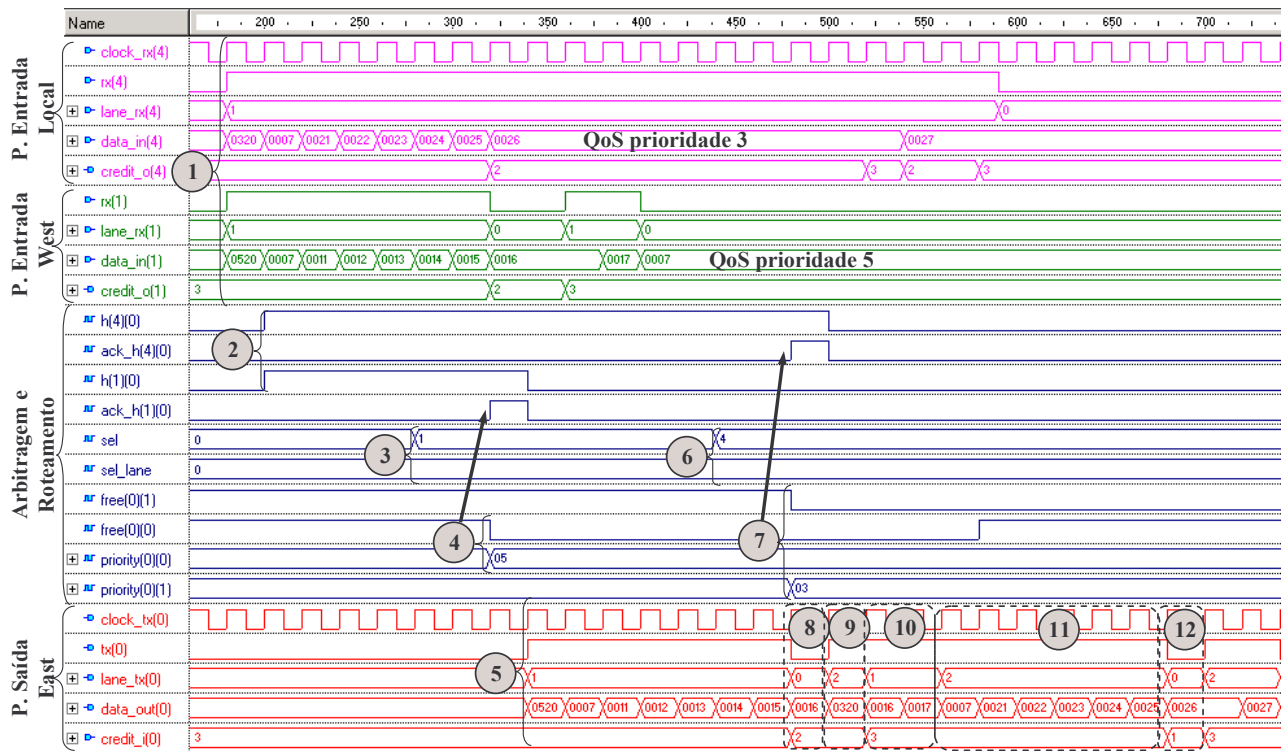 Name 200 250 300 350 400 450 500 550 600 650 700
P. Entrada Local
clock_rx(4)
rx(4)
lane_rx(4) 1 0
data_in(4) 0320 0007 0021 0022 0023 0024 0025 0026 QoS prioridade 3 0027
credit_o(4) 2 3 2 3
1
P. Entrada West
rx(1)
lane_rx(1) 1 0 1 0
data_in(1) 0520 0007 0011 0012 0013 0014 0015 0016 0017 0007 QoS prioridade 5
credit_o(1) 3 2 3
Arbitragem e Roteamento
h(4)(0)
2
ack_h(4)(0)
h(1)(0)
ack_h(1)(0)
sel 0 1 4
3 6
sel_lane 0
free(0)(1)
free(0)(0)
4 7
priority(0)(0) 05
priority(0)(1) 03
P. Saída East
clock_tx(0)
8 9 10 11 12
tx(0)
5
lane_tx(0) 1 0 2 1 2 0 2
data_out(0) 0520 0007 0011 0012 0013 0014 0015 0016 0320 0016 0017 0007 0021 0022 0023 0024 0025 0026 0027
credit_i(0) 3 2 3 1 3